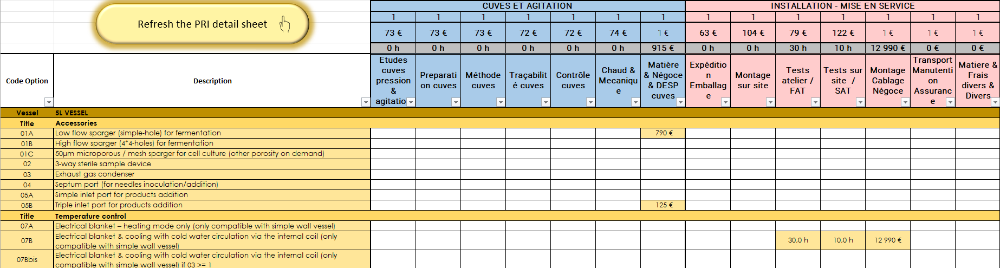 Refresh the PRI detail sheet
CUVES ET AGITATION INSTALLATION - MISE EN SERVICE
1 1 1 1 1 1 1 1 1 1 1 1 1 1
73 € 73 € 73 € 72 € 72 € 74 € 1 € 63 € 104 € 79 € 122 € 1 € 1 € 1 €
0 h 0 h 0 h 0 h 0 h 0 h 915 € 0 h 0 h 30 h 10 h 12 990 € 0 € 0 €
Code Option
Description
Etudes
cuves
pression
&
agitatio
Preparati
on cuves
Méthode
cuves
Traçabilit
é cuves
Contrôle
cuves
Chaud &
Mecaniqu
e
Matière
& Négoce
& DESP
cuves
Expéditio
n
Emballag
e
Montage
sur site
Tests
atelier /
FAT
Tests sur
site /
SAT
Montage
Cablage
Négoce
Transport
Manutenti
on
Assuranc
e
Matiere &
Frais
divers &
Divers
Vessel 5L VESSEL
Title Accessories
01A Low flow sparger (simple-hole) for fermentation 790 €
01B High flow sparger (4*4-holes) for fermentation
01C 50µm microporous / mesh sparger for cell culture (other porosity on demand)
02 3-way sterile sample device
03 Exhaust gas condenser
04 Septum port (for needles inoculation/addition)
05A Simple inlet port for products addition
05B Triple inlet port for products addition 125 €
Title Temperature control
07A Electrical blanket – heating mode only (only compatible with simple wall vessel)
07B Electrical blanket & cooling with cold water circulation via the internal coil (only
compatible with simple wall vessel) 30,0 h 10,0 h 12 990 €
07Bbis Electrical blanket & cooling with cold water circulation via the internal coil (only
compatible with simple wall vessel) if 03 >= 1